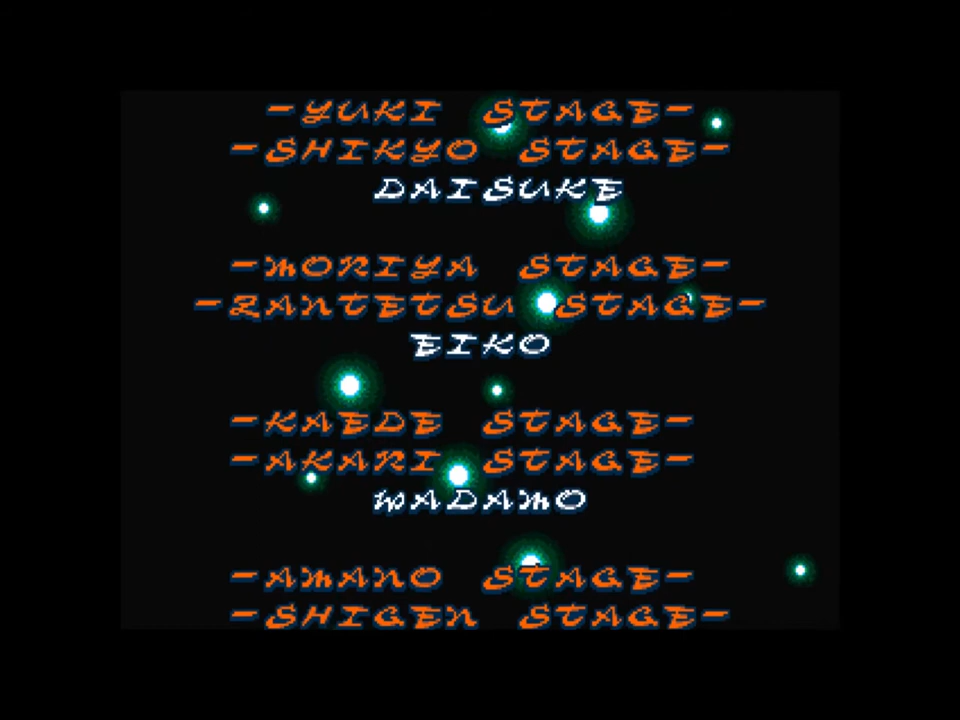 -YUKI STAGE-
-SHIKYO STAGE-
DAISUKE
-MORIYA STAGE-
-ZANTETSU STAGE-
EIKO
-KAEDE STAGE-
-AKARI STAGE-
WADAMO
-AMANO STAGE-
-SHIGEN STAGE-